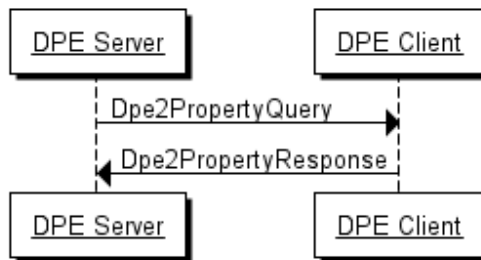 DPE Server DPE Client
Dpe2PropertyQuery
Dpe2PropertyResponse
DPE Server DPE Client